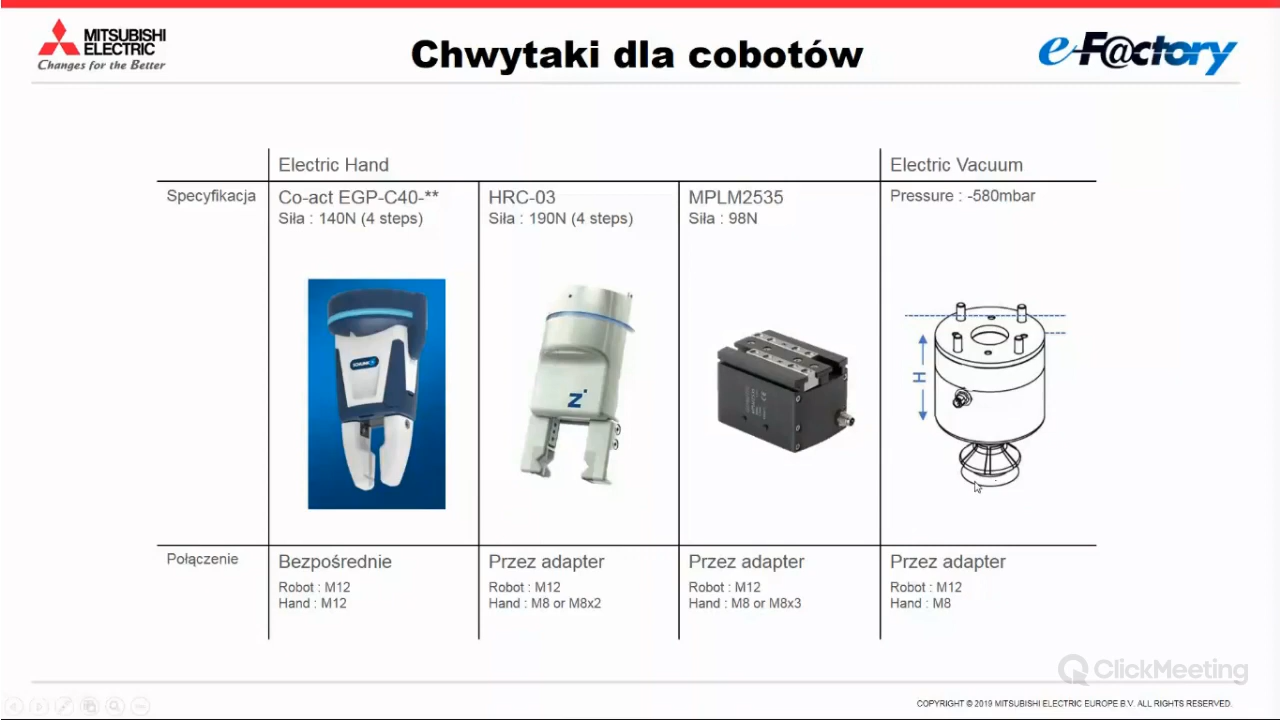 MITSUBISHI
ELECTRIC
Changes for the Better
Chwytaki dla cobotów
e-F@ctory
Electric Hand
Electric Vacuum
Specyfikacja
Co-act EGP-C40-**
Siła : 140N (4 steps)
HRC-03
Siła : 190N (4 steps)
MPLM2535
Siła : 98N
Pressure : -580mbar
SCHUNK
Z
H
Połączenie
Bezpośrednie
Robot : M12
Hand : M12
Przez adapter
Robot : M12
Hand : M8 or M8x2
Przez adapter
Robot : M12
Hand : M8 or M8x3
Przez adapter
Robot : M12
Hand : M8
ClickMeeting
COPYRIGHT © 2019 MITSUBISHI ELECTRIC EUROPE B.V. ALL RIGHTS RESERVED.